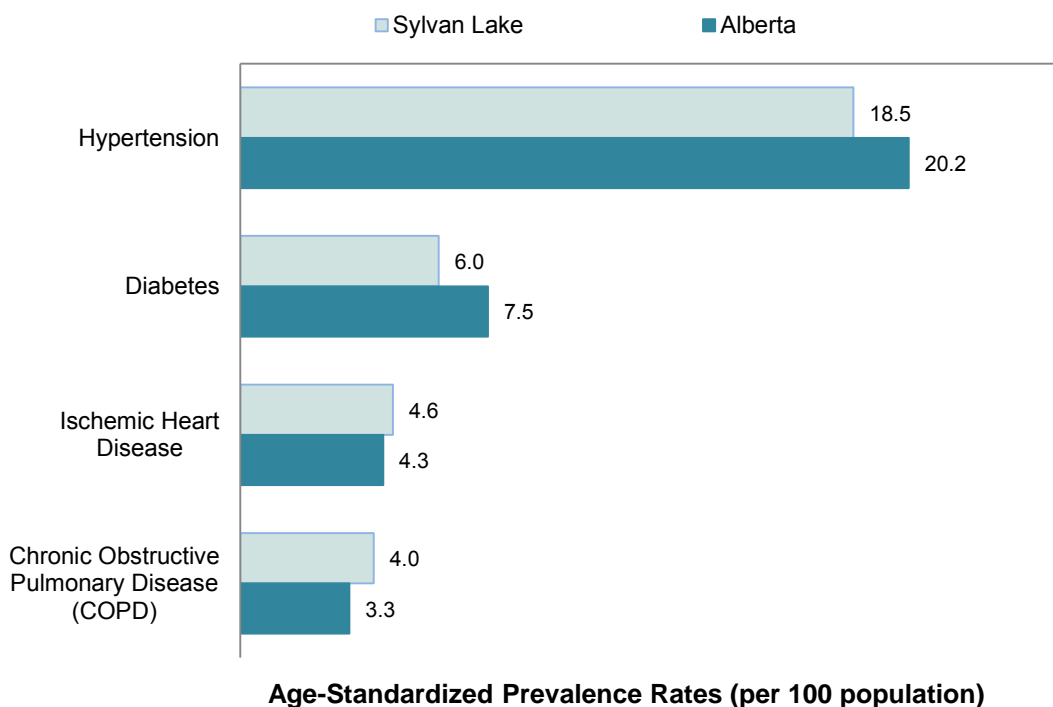 Sylvan Lake Alberta
Hypertension
18.5
20.2
Diabetes
6.0
7.5
Ischemic Heart
Disease
4.6
4.3
Chronic Obstructive
Pulmonary Disease
(COPD)
4.0
3.3
Age-Standardized Prevalence Rates (per 100 population)